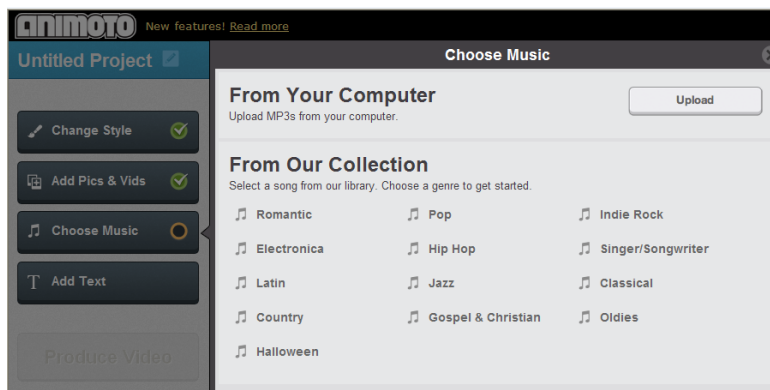 animoto New features! Read more
Untitled Project
Change Style
Add Pics & Vids
Choose Music
Add Text
Produce Video
Choose Music
From Your Computer
Upload MP3s from your computer.
Upload
From Our Collection
Select a song from our library. Choose a genre to get started.
Romantic Pop Indie Rock
Electronica Hip Hop Singer/Songwriter
Latin Jazz Classical
Country Gospel & Christian Oldies
Halloween